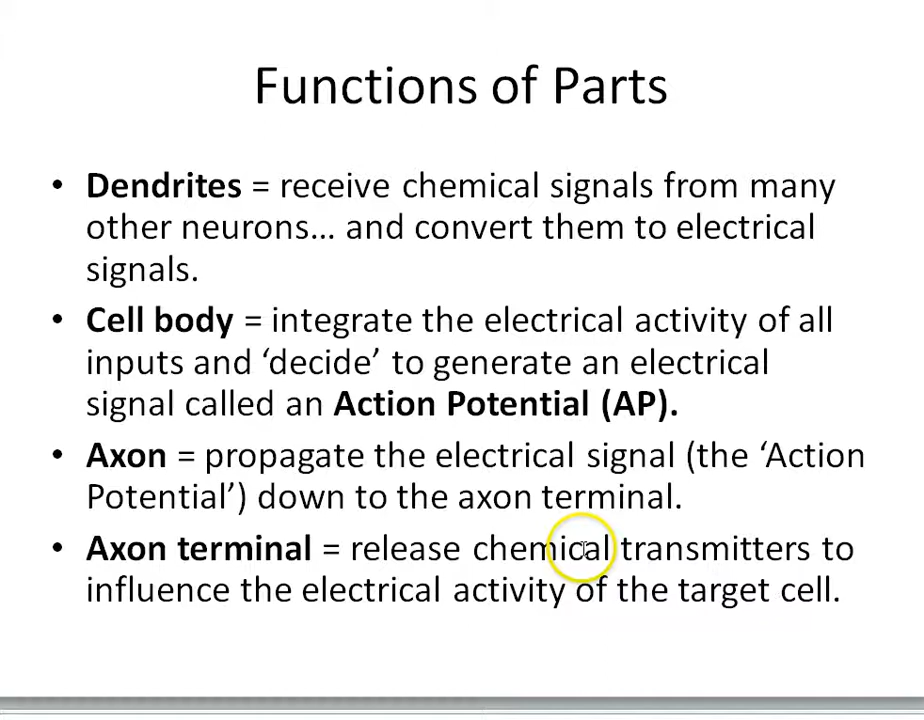 Functions of Parts
• Dendrites = receive chemical signals from many
other neurons... and convert them to electrical
signals.
• Cell body = integrate the electrical activity of all
inputs and ‘decide’ to generate an electrical
signal called an Action Potential (AP).
• Axon = propagate the electrical signal (the ‘Action
Potential’) down to the axon terminal.
• Axon terminal = release chemical transmitters to
influence the electrical activity of the target cell.